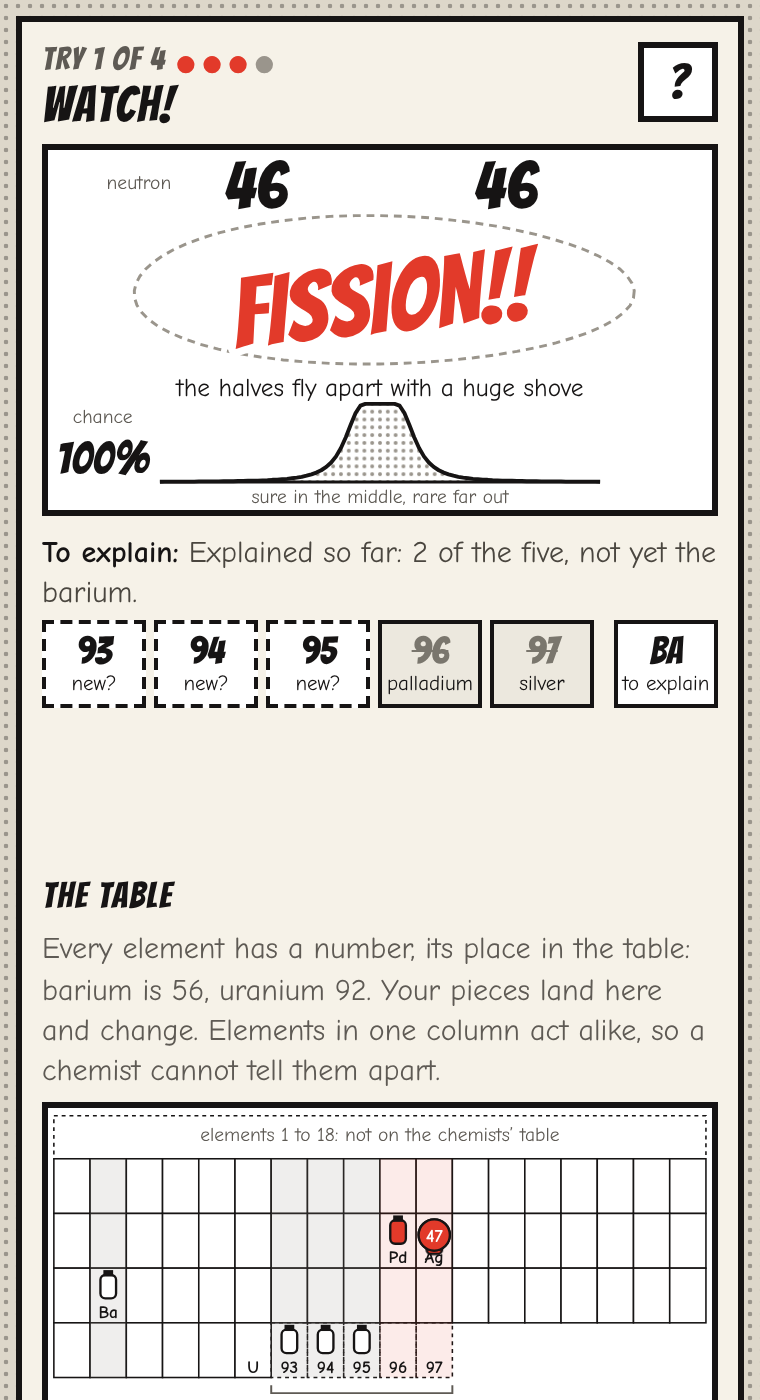 TRY 1 OF 4
WATCH!
?
neutron
46
46
FISSION!!
the halves fly apart with a huge shove
chance
100%
sure in the middle, rare far out
To explain: Explained so far: 2 of the five, not yet the
barium.
93 94 95 96 97 BA
new? new? new? palladium silver to explain
THE TABLE
Every element has a number, its place in the table:
barium is 56, uranium 92. Your pieces land here
and change. Elements in one column act alike, so a
chemist cannot tell them apart.
elements 1 to 18: not on the chemists' table
47
Pd Ag
Ba
U 93 94 95 96 97